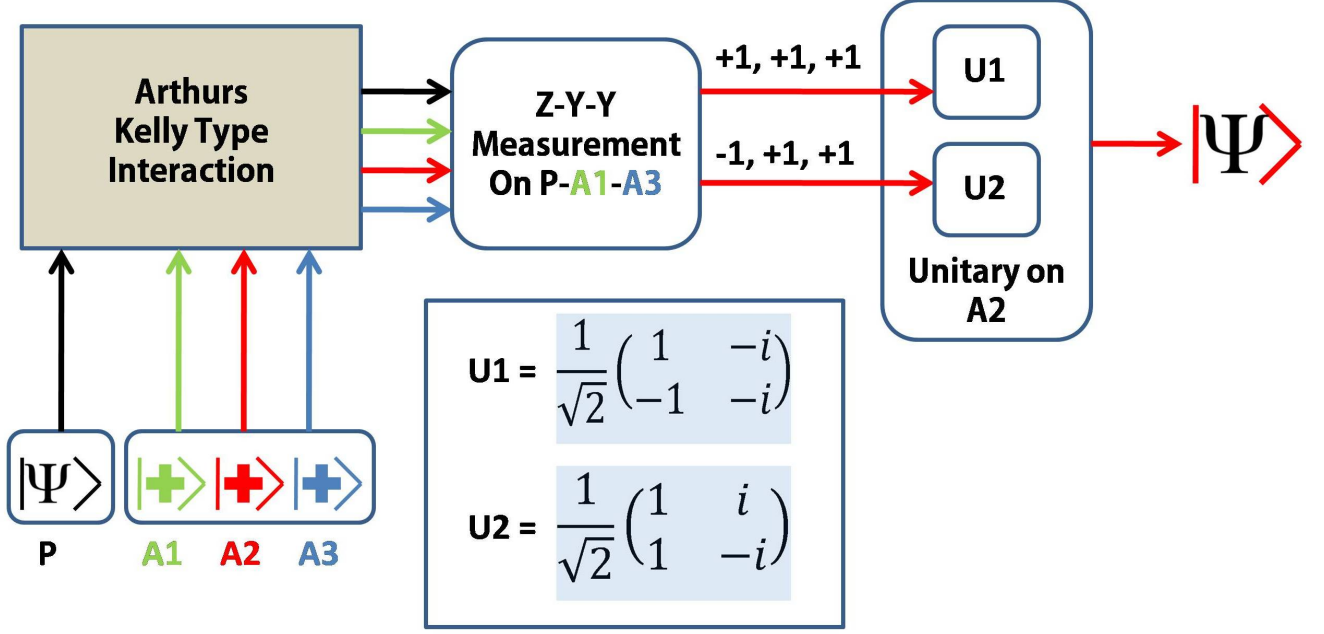 Arthurs
Kelly Type
Interaction
Z-Y-Y
Measurement
On P-A1-A3
+1, +1, +1
-1, +1, +1
U1
U2
Unitary on
A2
|Ψ⟩
U1 = 1/√2 ( 1 −i
−1 −i )
U2 = 1/√2 ( 1 i
1 −i )
|Ψ⟩ |+⟩ |+⟩ |+⟩
P A1 A2 A3